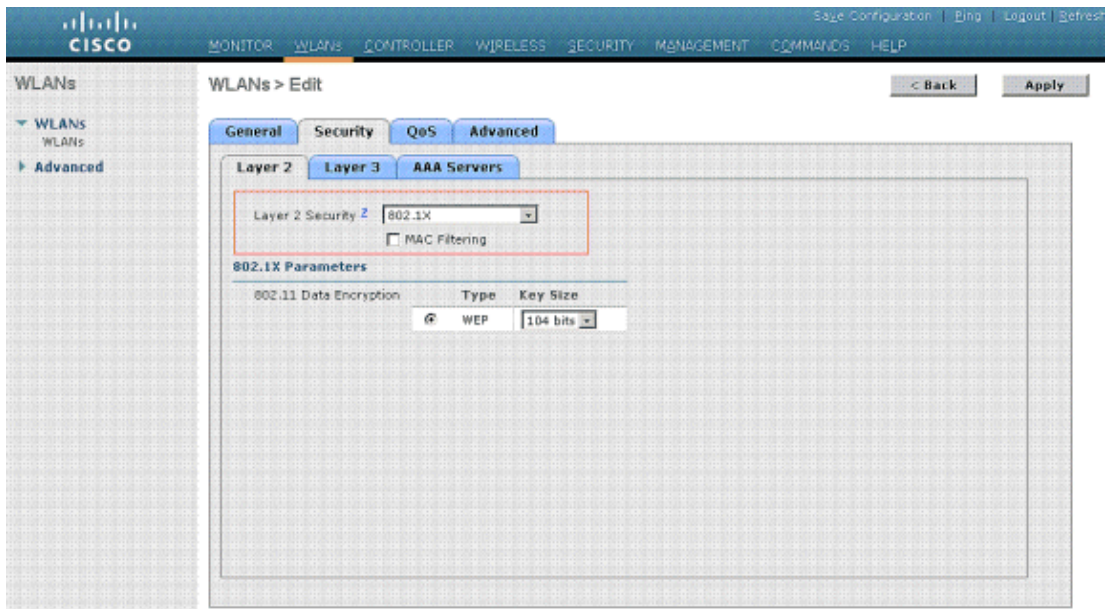 Save Configuration | Ping | Logout | Refresh
CISCO
MONITOR WLANs CONTROLLER WIRELESS SECURITY MANAGEMENT COMMANDS HELP
WLANs
WLANs > Edit
< Back
Apply
WLANs
WLANs
Advanced
General Security QoS Advanced
Layer 2 Layer 3 AAA Servers
Layer 2 Security 2 802.1X
MAC Filtering
802.1X Parameters
802.11 Data Encryption Type Key Size
WEP 104 bits